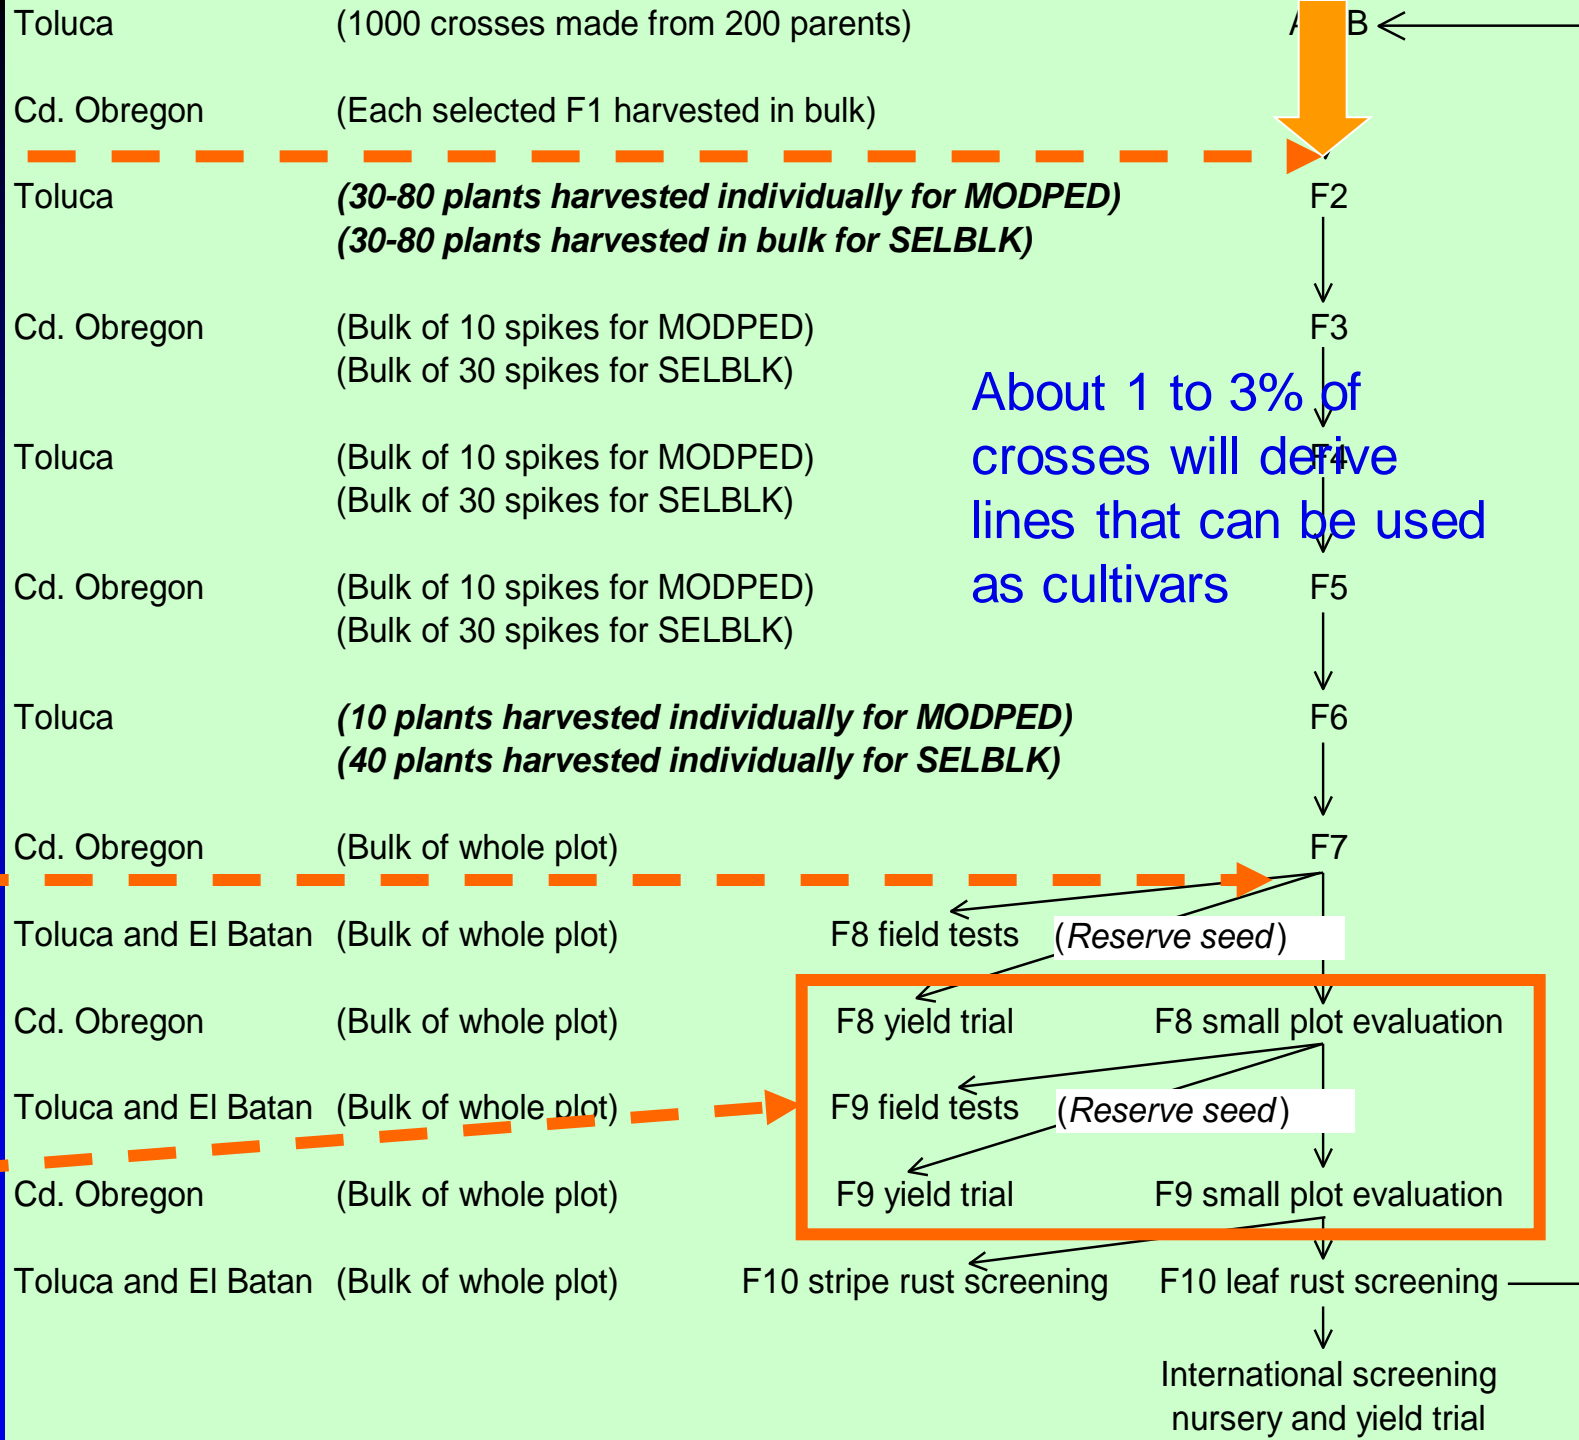 Toluca (1000 crosses made from 200 parents) B
Cd. Obregon (Each selected F1 harvested in bulk)
Toluca (30-80 plants harvested individually for MODPED) F2
(30-80 plants harvested in bulk for SELBLK)
Cd. Obregon (Bulk of 10 spikes for MODPED) F3
(Bulk of 30 spikes for SELBLK)
About 1 to 3% of
crosses will derive
lines that can be used
as cultivars
Toluca (Bulk of 10 spikes for MODPED) F4
(Bulk of 30 spikes for SELBLK)
Cd. Obregon (Bulk of 10 spikes for MODPED) F5
(Bulk of 30 spikes for SELBLK)
Toluca (10 plants harvested individually for MODPED) F6
(40 plants harvested individually for SELBLK)
Cd. Obregon (Bulk of whole plot) F7
Toluca and El Batan (Bulk of whole plot) F8 field tests (Reserve seed)
Cd. Obregon (Bulk of whole plot) F8 yield trial F8 small plot evaluation
Toluca and El Batan (Bulk of whole plot) F9 field tests (Reserve seed)
Cd. Obregon (Bulk of whole plot) F9 yield trial F9 small plot evaluation
Toluca and El Batan (Bulk of whole plot) F10 stripe rust screening F10 leaf rust screening
International screening
nursery and yield trial